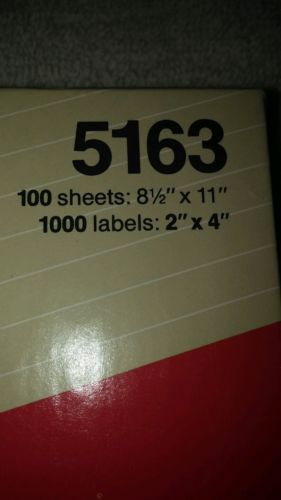 5163
100 sheets: 8½" x 11"
1000 labels: 2" x 4"